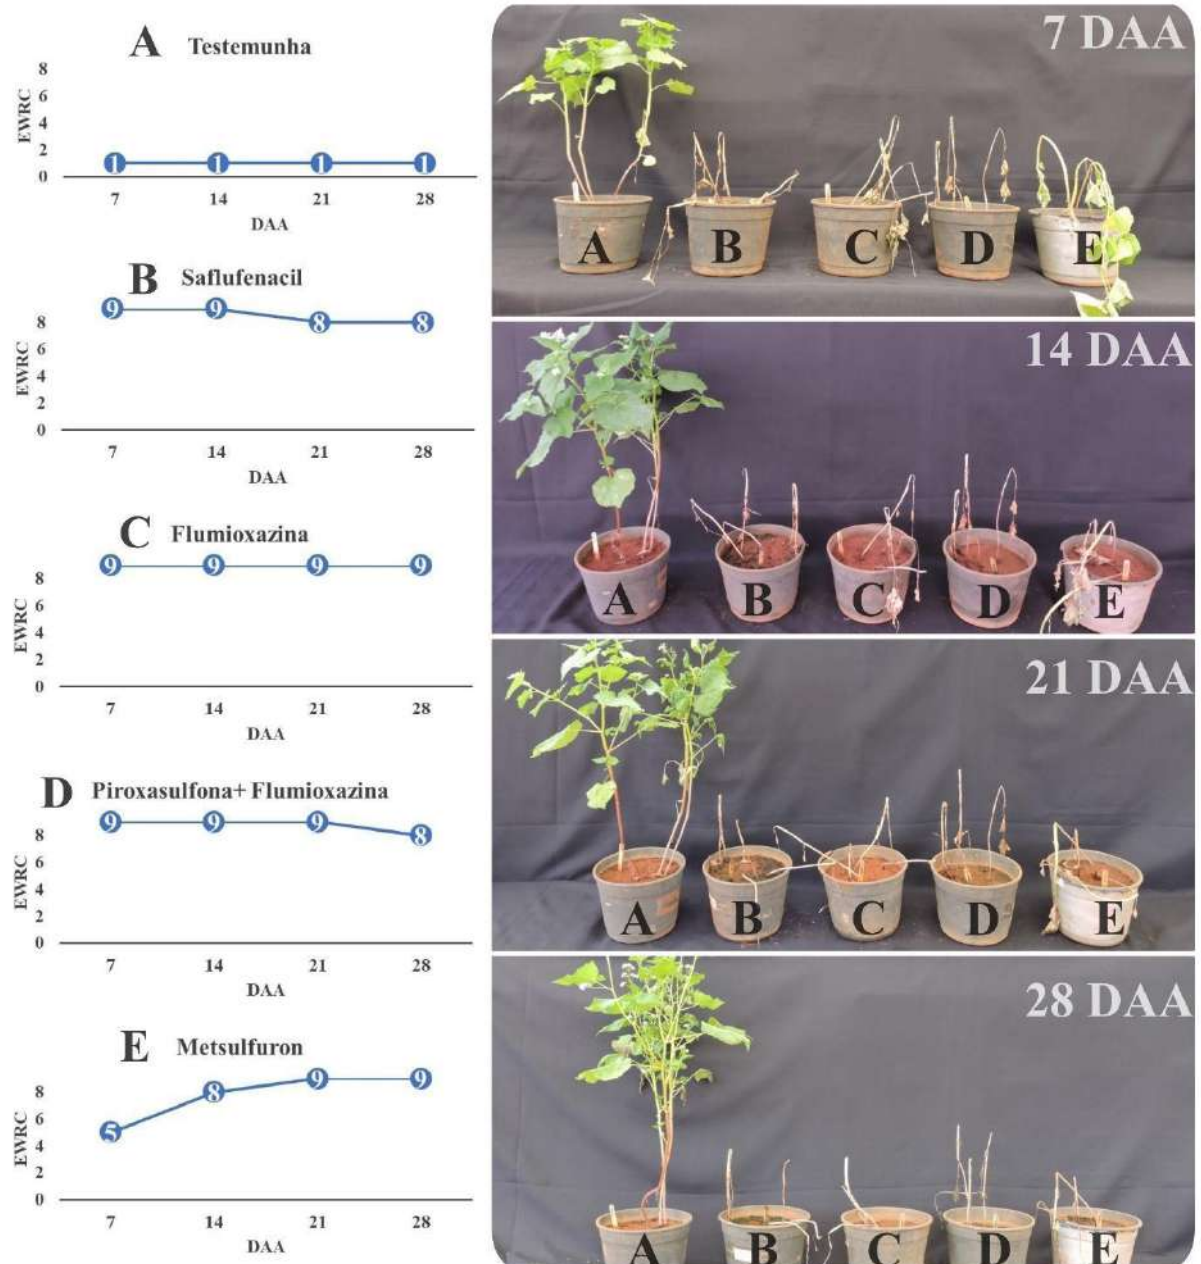 A Testemunha
8
6
4
2
0
EWRC
1 1 1 1
7 14 21 28
DAA
B Saflufenacil
8
6
4
2
0
EWRC
9 9 8 8
7 14 21 28
DAA
C Flumioxazina
8
6
4
2
0
EWRC
9 9 9 9
7 14 21 28
DAA
D Piroxasulfona+ Flumioxazina
8
6
4
2
0
EWRC
9 9 9 8
7 14 21 28
DAA
E Metsulfuron
8
6
4
2
0
EWRC
5 8 9 9
7 14 21 28
DAA
7 DAA
A B C D E
14 DAA
A B C D E
21 DAA
A B C D E
28 DAA
A B C D E